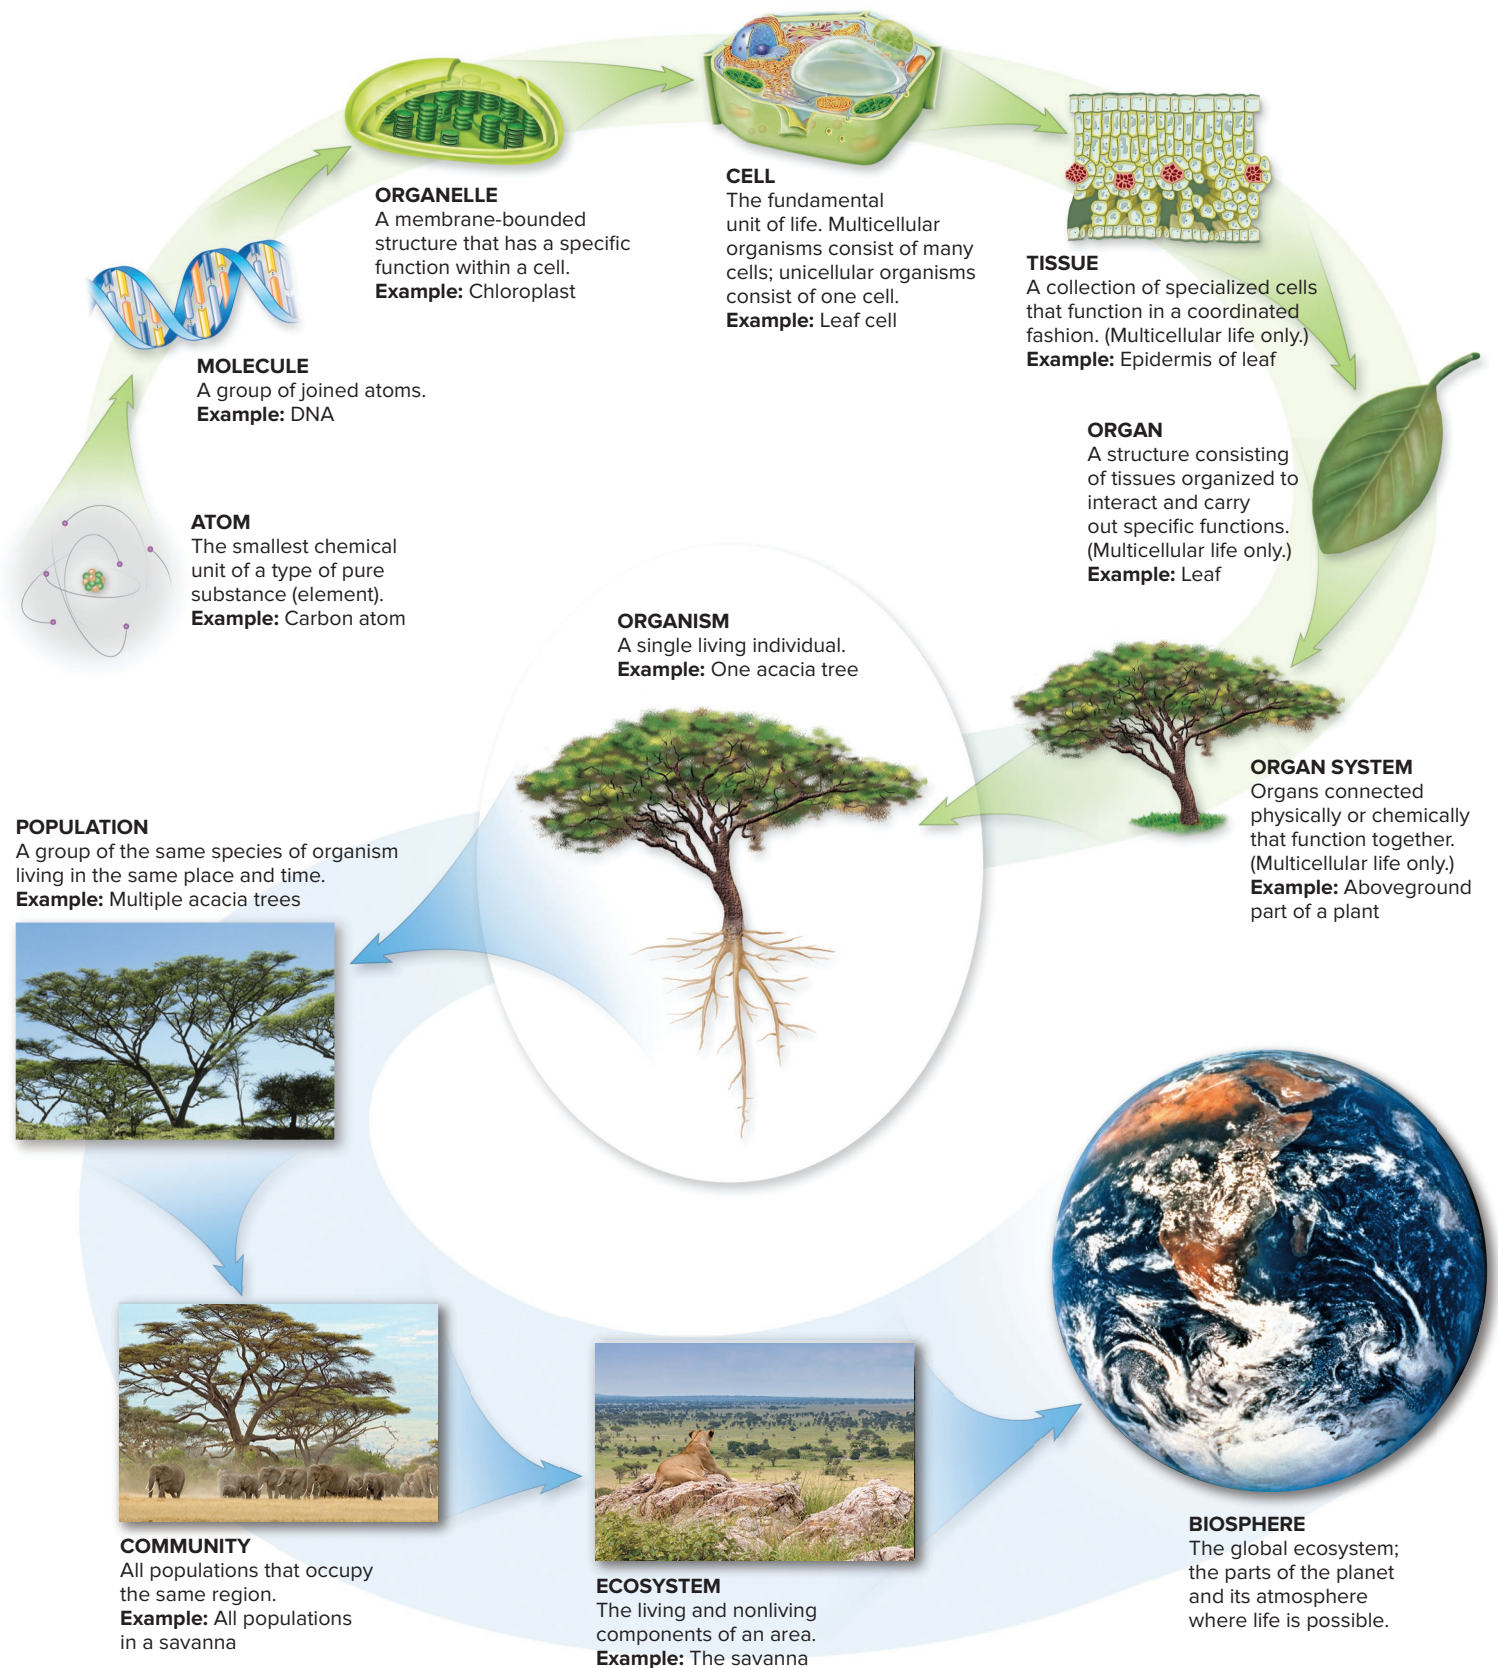 ORGANELLE
A membrane-bounded
structure that has a specific
function within a cell.
Example: Chloroplast
CELL
The fundamental
unit of life. Multicellular
organisms consist of many
cells; unicellular organisms
consist of one cell.
Example: Leaf cell
TISSUE
A collection of specialized cells
that function in a coordinated
fashion. (Multicellular life only.)
Example: Epidermis of leaf
MOLECULE
A group of joined atoms.
Example: DNA
ORGAN
A structure consisting
of tissues organized to
interact and carry
out specific functions.
(Multicellular life only.)
Example: Leaf
ATOM
The smallest chemical
unit of a type of pure
substance (element).
Example: Carbon atom
ORGANISM
A single living individual.
Example: One acacia tree
ORGAN SYSTEM
Organs connected
physically or chemically
that function together.
(Multicellular life only.)
Example: Aboveground
part of a plant
POPULATION
A group of the same species of organism
living in the same place and time.
Example: Multiple acacia trees
COMMUNITY
All populations that occupy
the same region.
Example: All populations
in a savanna
ECOSYSTEM
The living and nonliving
components of an area.
Example: The savanna
BIOSPHERE
The global ecosystem;
the parts of the planet
and its atmosphere
where life is possible.